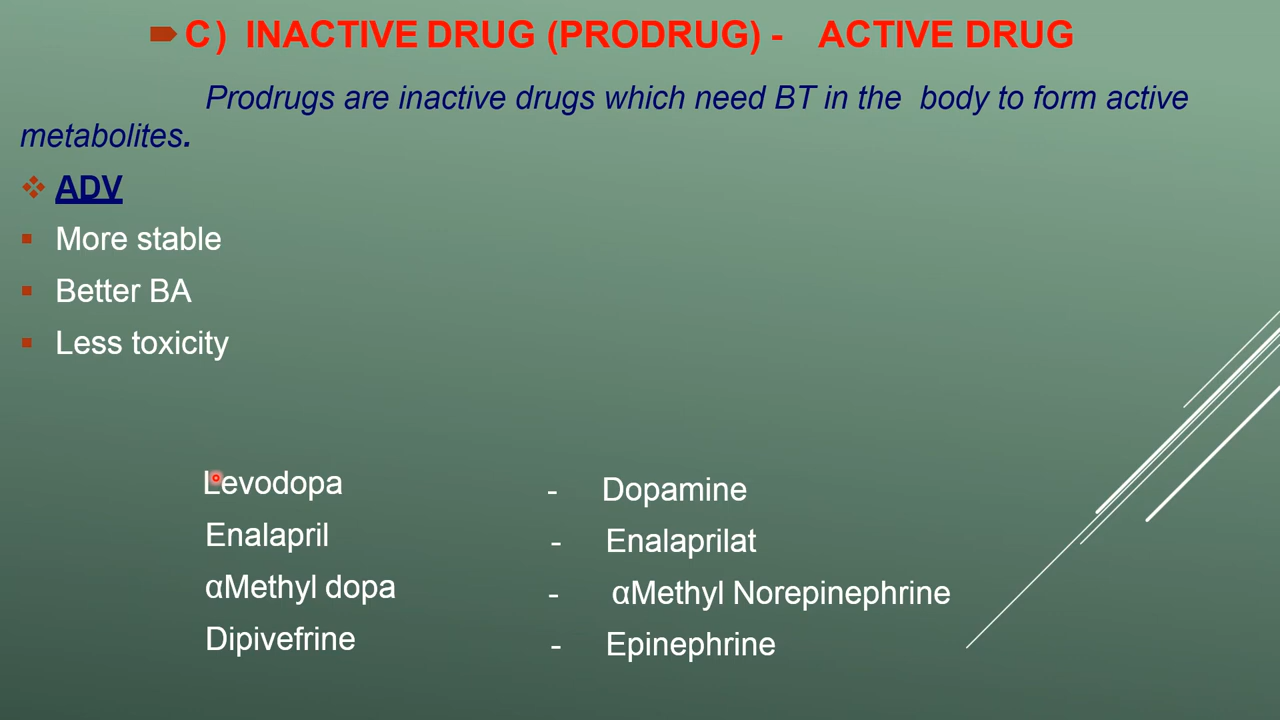 C) INACTIVE DRUG (PRODRUG) - ACTIVE DRUG
Prodrugs are inactive drugs which need BT in the body to form active
metabolites.
ADV
More stable
Better BA
Less toxicity
Levodopa - Dopamine
Enalapril - Enalaprilat
αMethyl dopa - αMethyl Norepinephrine
Dipivefrine - Epinephrine